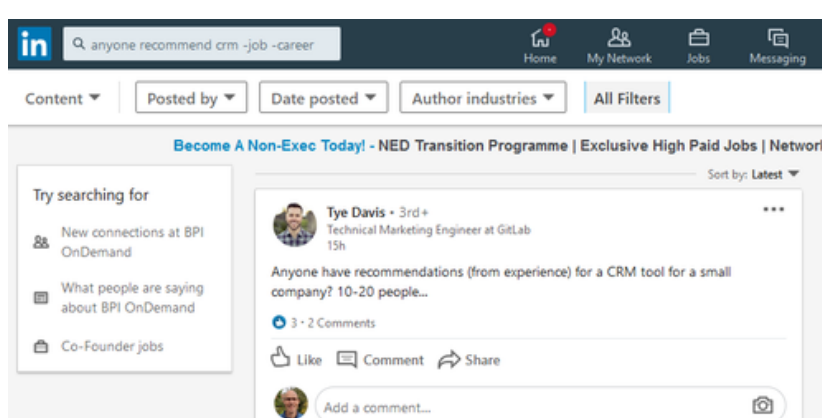 in
anyone recommend crm -job -career
Home
My Network
Jobs
Messaging
Content
Posted by
Date posted
Author industries
All Filters
Become A Non-Exec Today! - NED Transition Programme | Exclusive High Paid Jobs | Networ
Sort by: Latest
Try searching for
New connections at BPI
OnDemand
What people are saying
about BPI OnDemand
Co-Founder jobs
Tye Davis • 3rd+
Technical Marketing Engineer at GitLab
15h
Anyone have recommendations (from experience) for a CRM tool for a small
company? 10-20 people...
3 · 2 Comments
Like
Comment
Share
Add a comment...